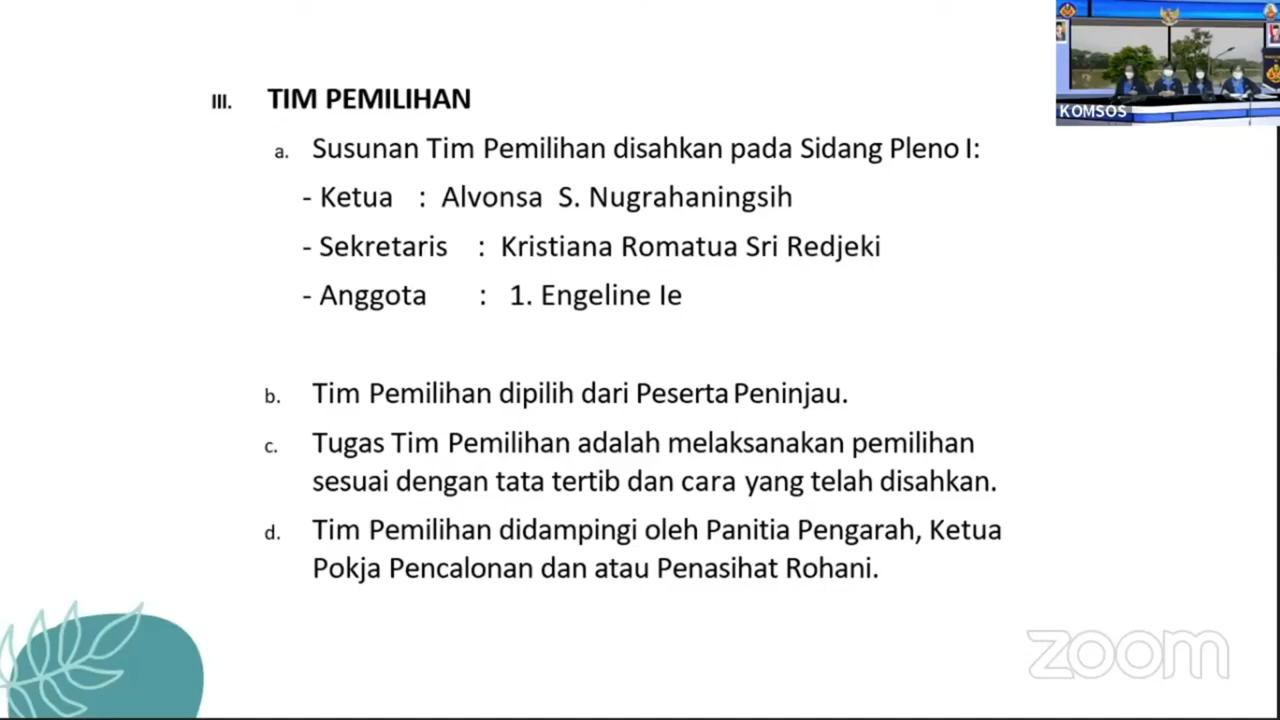 KOMSOS
III. TIM PEMILIHAN
a. Susunan Tim Pemilihan disahkan pada Sidang Pleno I:
- Ketua : Alvonsa S. Nugrahaningsih
- Sekretaris : Kristiana Romatua Sri Redjeki
- Anggota : 1. Engeline Ie
b. Tim Pemilihan dipilih dari Peserta Peninjau.
c. Tugas Tim Pemilihan adalah melaksanakan pemilihan
sesuai dengan tata tertib dan cara yang telah disahkan.
d. Tim Pemilihan didampingi oleh Panitia Pengarah, Ketua
Pokja Pencalonan dan atau Penasihat Rohani.
zoom